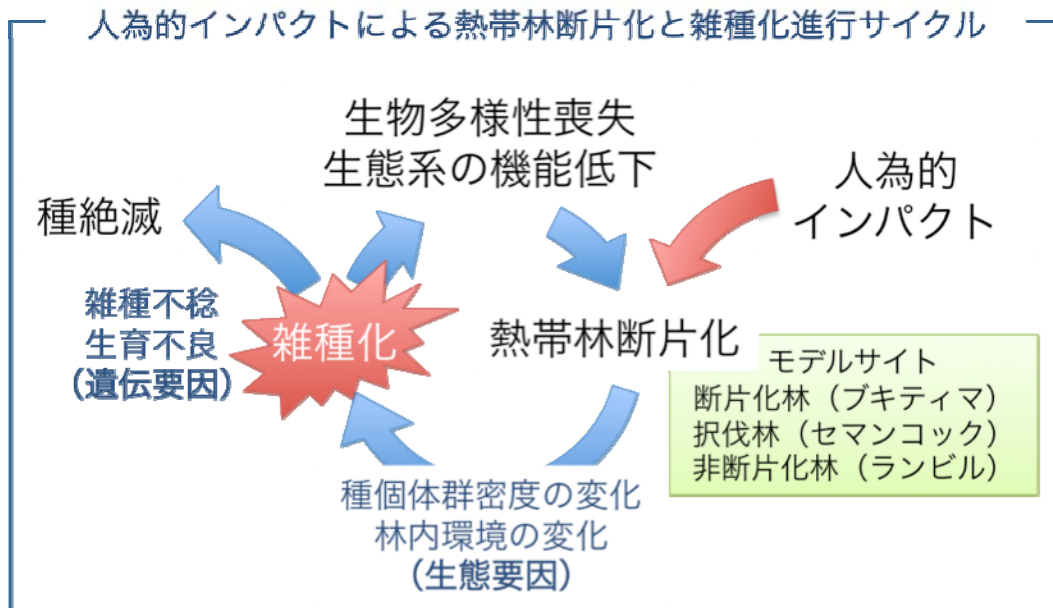 人為的インパクトによる熱帯林断片化と雑種化進行サイクル
生物多様性喪失
生態系の機能低下
人為的
インパクト
種絶滅
雑種不稔
生育不良
（遺伝要因）
雑種化
熱帯林断片化
モデルサイト
断片化林（ブキティマ）
択伐林（セマンコック）
非断片化林（ランビル）
種個体群密度の変化
林内環境の変化
（生態要因）